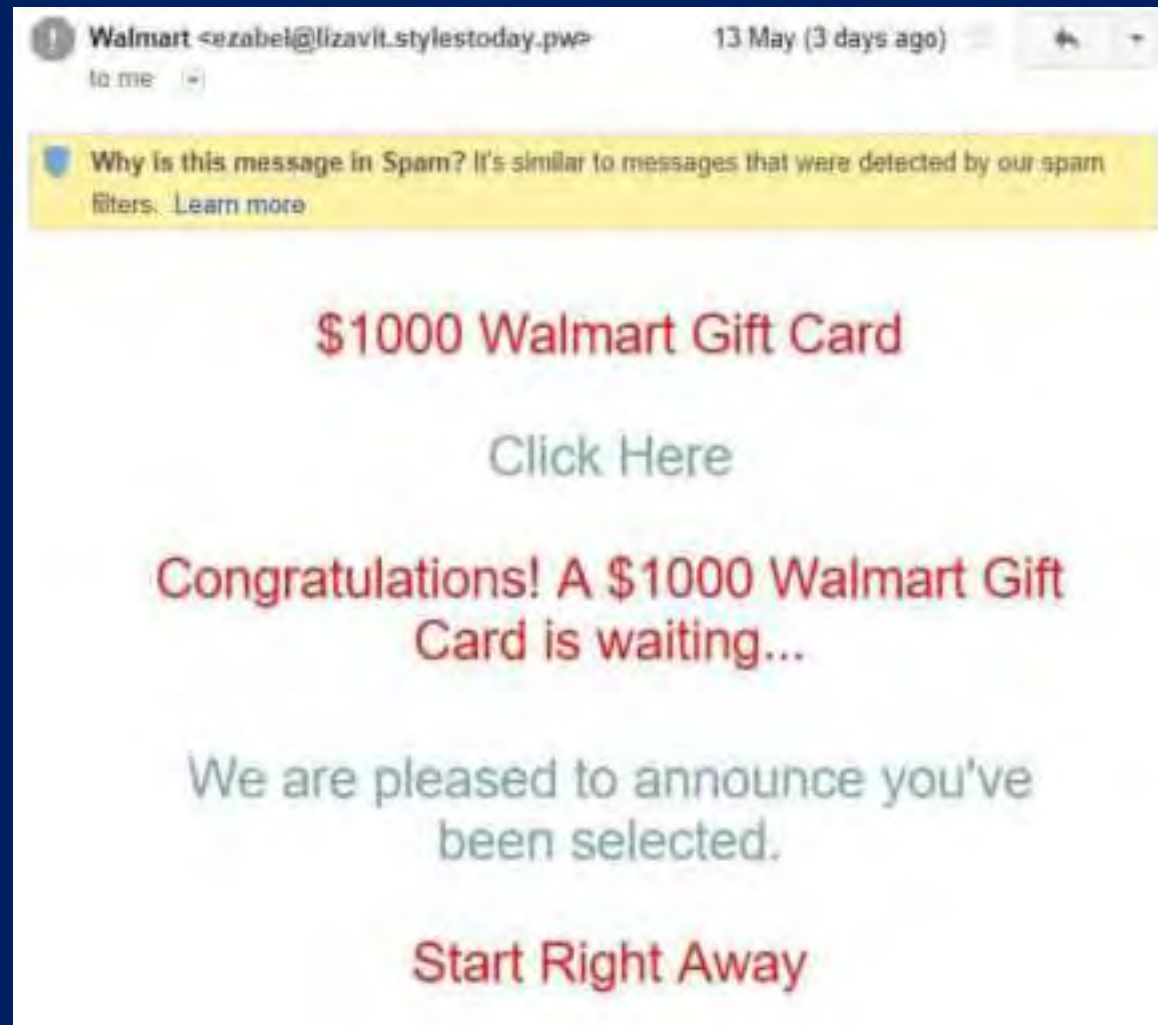 Walmart <ezabel@lizavit.stylestoday.pw> 13 May (3 days ago)
to me
Why is this message in Spam? It's similar to messages that were detected by our spam
filters. Learn more
$1000 Walmart Gift Card
Click Here
Congratulations! A $1000 Walmart Gift
Card is waiting...
We are pleased to announce you've
been selected.
Start Right Away